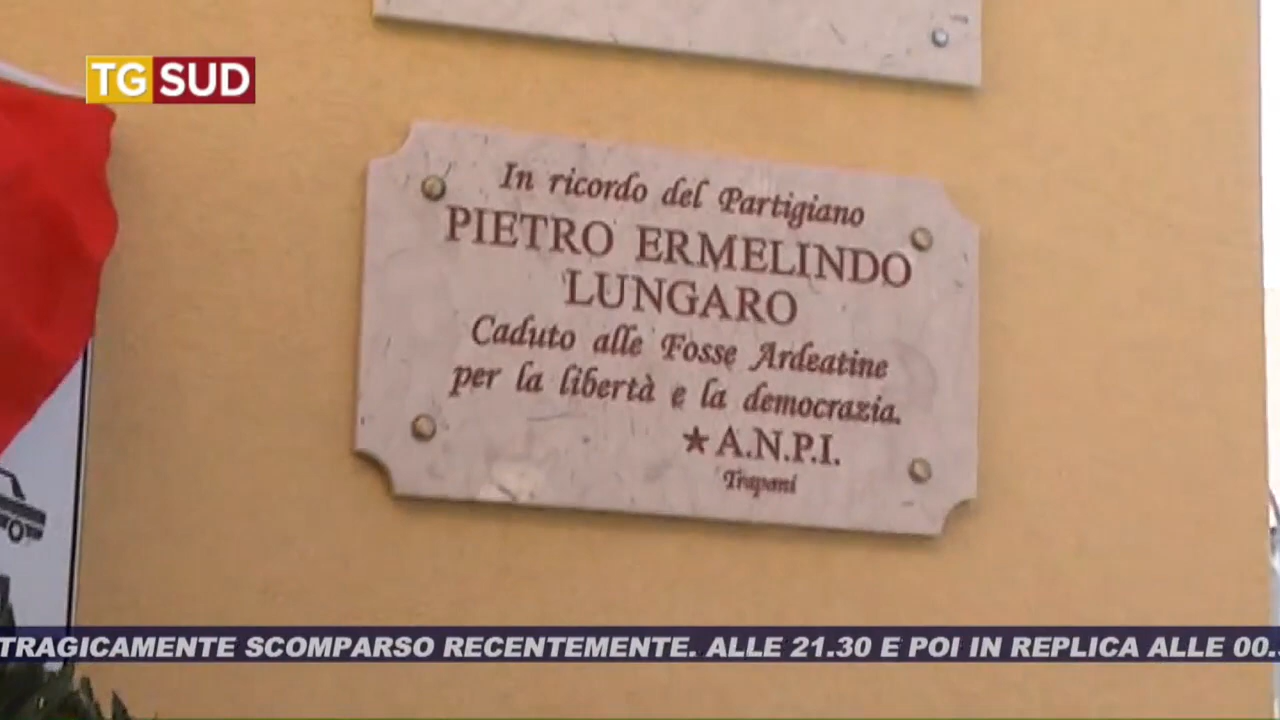 TG SUD
In ricordo del Partigiano
PIETRO ERMELINDO
LUNGARO
Caduto alle Fosse Ardeatine
per la libertà e la democrazia.
★ A.N.P.I.
Trapani
TRAGICAMENTE SCOMPARSO RECENTEMENTE. ALLE 21.30 E POI IN REPLICA ALLE 00.